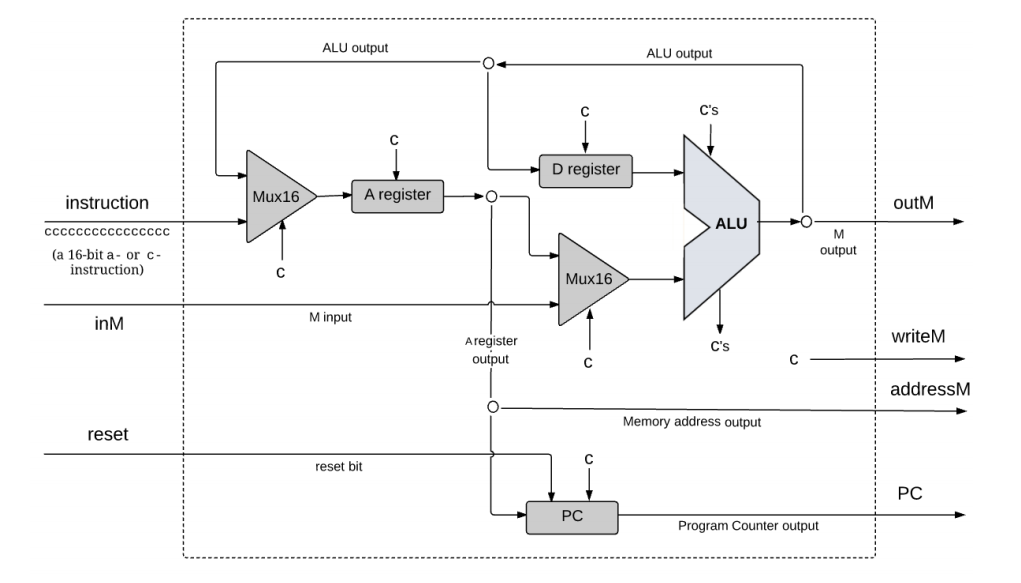 ALU output
ALU output
c
c
c's
D register
Mux16
A register
instruction
cccccccccccccccc
(a 16-bit a- or c-
instruction)
c
ALU
outM
M
output
Mux16
inM
M input
A register
output
c
c's
c
writeM
addressM
Memory address output
reset
reset bit
c
PC
PC
Program Counter output